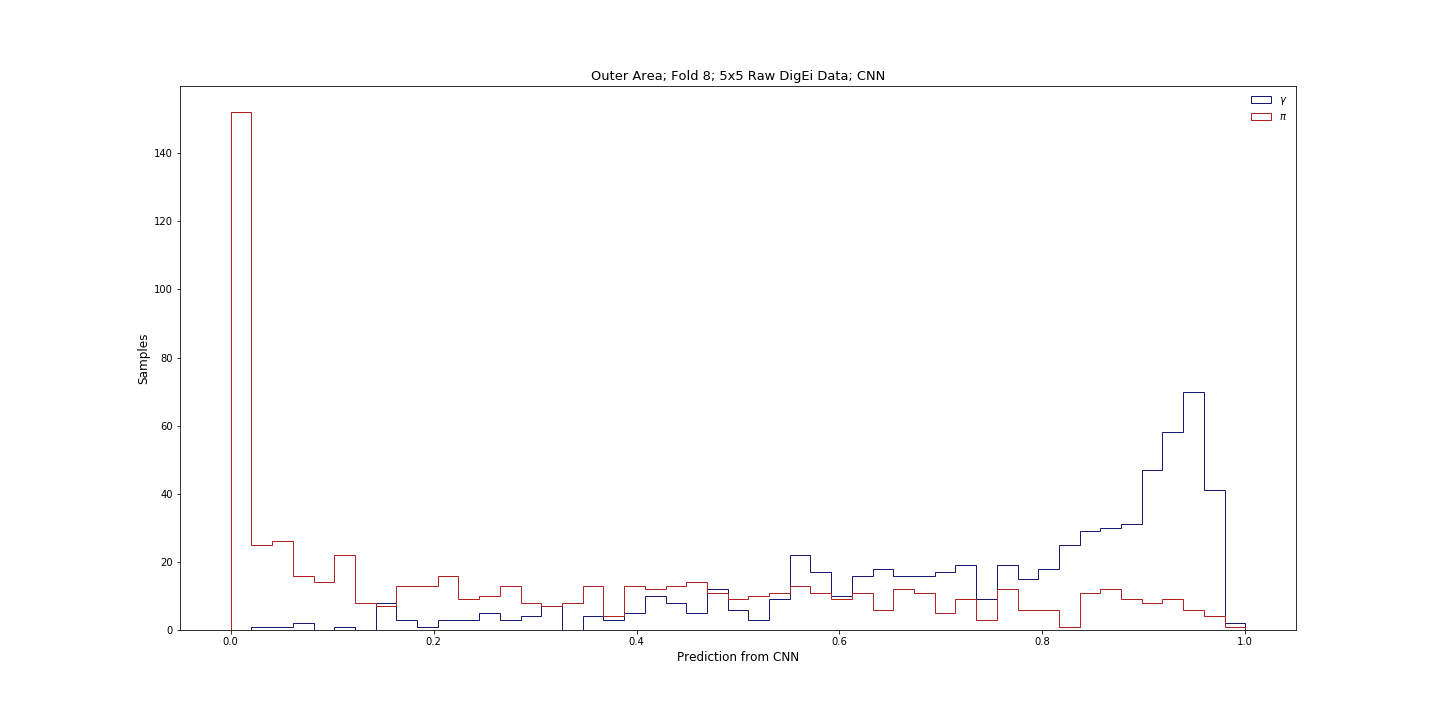 Outer Area; Fold 8; 5x5 Raw DigEi Data; CNN
γ
π
Samples
140
120
100
80
60
40
20
0
0.0 0.2 0.4 0.6 0.8 1.0
Prediction from CNN